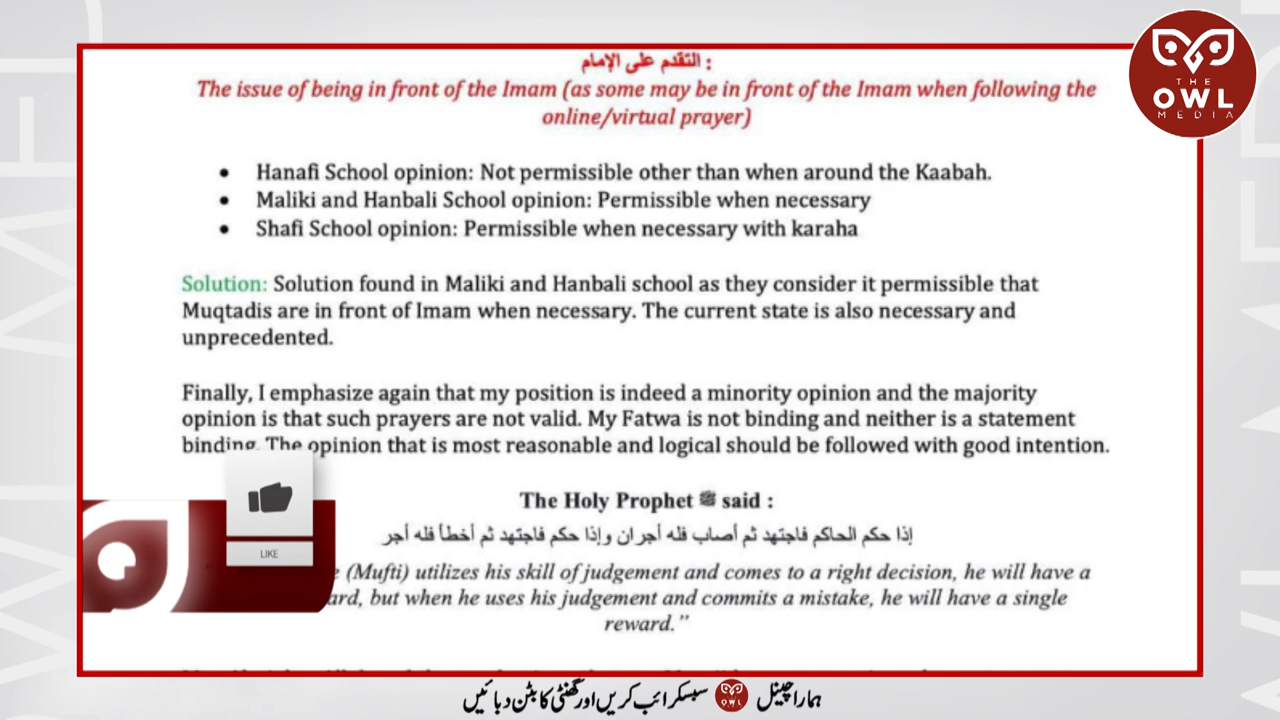 التقدم على الإمام :
The issue of being in front of the Imam (as some may be in front of the Imam when following the
online/virtual prayer)
THE
OWL
MEDIA
• Hanafi School opinion: Not permissible other than when around the Kaabah.
• Maliki and Hanbali School opinion: Permissible when necessary
• Shafi School opinion: Permissible when necessary with karaha
Solution: Solution found in Maliki and Hanbali school as they consider it permissible that
Muqtadis are in front of Imam when necessary. The current state is also necessary and
unprecedented.
Finally, I emphasize again that my position is indeed a minority opinion and the majority
opinion is that such prayers are not valid. My Fatwa is not binding and neither is a statement
binding. The opinion that is most reasonable and logical should be followed with good intention.
The Holy Prophet ﷺ said :
إذا حكم الحاكم فاجتهد ثم أصاب فله أجران وإذا حكم فاجتهد ثم أخطأ فله أجر
(Mufti) utilizes his skill of judgement and comes to a right decision, he will have a
, but when he uses his judgement and commits a mistake, he will have a single
reward."
LIKE
ہمارا چینل OWL سبسکرائب کریں اور گھنٹی کا بٹن دبائیں